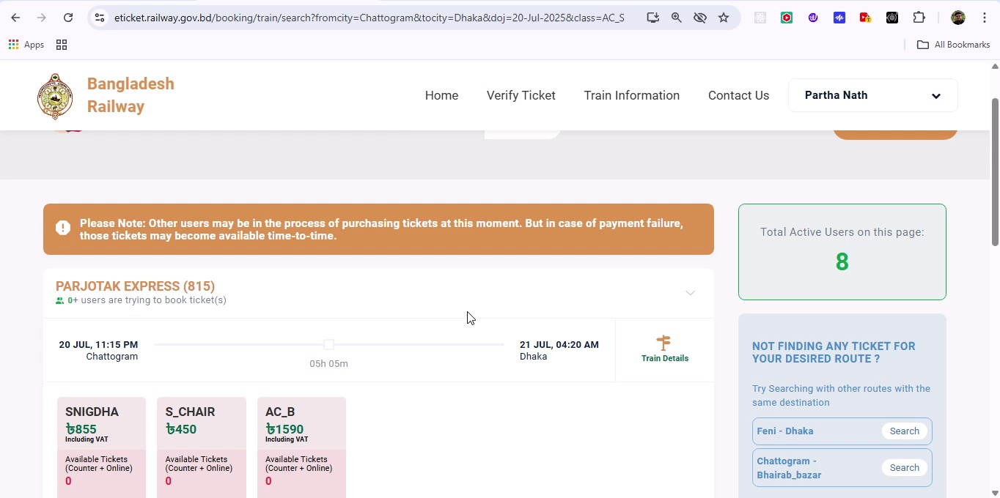 eticket.railway.gov.bd/booking/train/search?fromcity=Chattogram&tocity=Dhaka&doj=20-Jul-2025&class=AC_S
Apps
All Bookmarks
Bangladesh
Railway
Home
Verify Ticket
Train Information
Contact Us
Partha Nath
Please Note: Other users may be in the process of purchasing tickets at this moment. But in case of payment failure,
those tickets may become available time-to-time.
Total Active Users on this page:
8
PARJOTAK EXPRESS (815)
0+ users are trying to book ticket(s)
20 JUL, 11:15 PM
Chattogram
05h 05m
21 JUL, 04:20 AM
Dhaka
Train Details
SNIGDHA
৳855
Including VAT
Available Tickets
(Counter + Online)
0
S_CHAIR
৳450
Available Tickets
(Counter + Online)
0
AC_B
৳1590
Including VAT
Available Tickets
(Counter + Online)
0
NOT FINDING ANY TICKET FOR
YOUR DESIRED ROUTE ?
Try Searching with other routes with the
same destination
Feni - Dhaka
Search
Chattogram -
Bhairab_bazar
Search